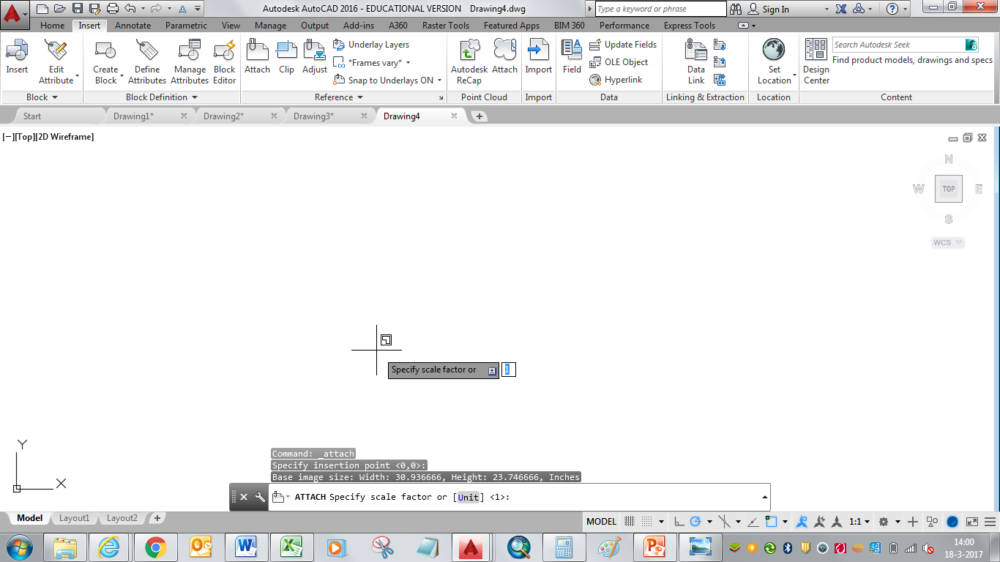 Autodesk AutoCAD 2016 - EDUCATIONAL VERSION Drawing4.dwg
Type a keyword or phrase
Sign In
Home Insert Annotate Parametric View Manage Output Add-ins A360 Raster Tools Featured Apps BIM 360 Performance Express Tools
Insert
Edit Attribute
Create Block
Define Attributes
Manage Attributes
Block Editor
Attach
Clip
Adjust
Underlay Layers
*Frames vary*
Snap to Underlays ON
Autodesk ReCap
Attach
Import
Field
Update Fields
OLE Object
Hyperlink
Data Link
Set Location
Design Center
Search Autodesk Seek
Find product models, drawings and specs
Block Block Definition Reference Point Cloud Import Data Linking & Extraction Location Content
Start Drawing1* Drawing2* Drawing3* Drawing4
[−][Top][2D Wireframe]
N
W TOP E
S
WCS
Specify scale factor or 1
Y
X
Command: _attach
Specify insertion point <0,0>:
Base image size: Width: 30.936666, Height: 23.746666, Inches
ATTACH Specify scale factor or [Unit] <1>:
Model Layout1 Layout2
MODEL 1:1
14:00
18-3-2017